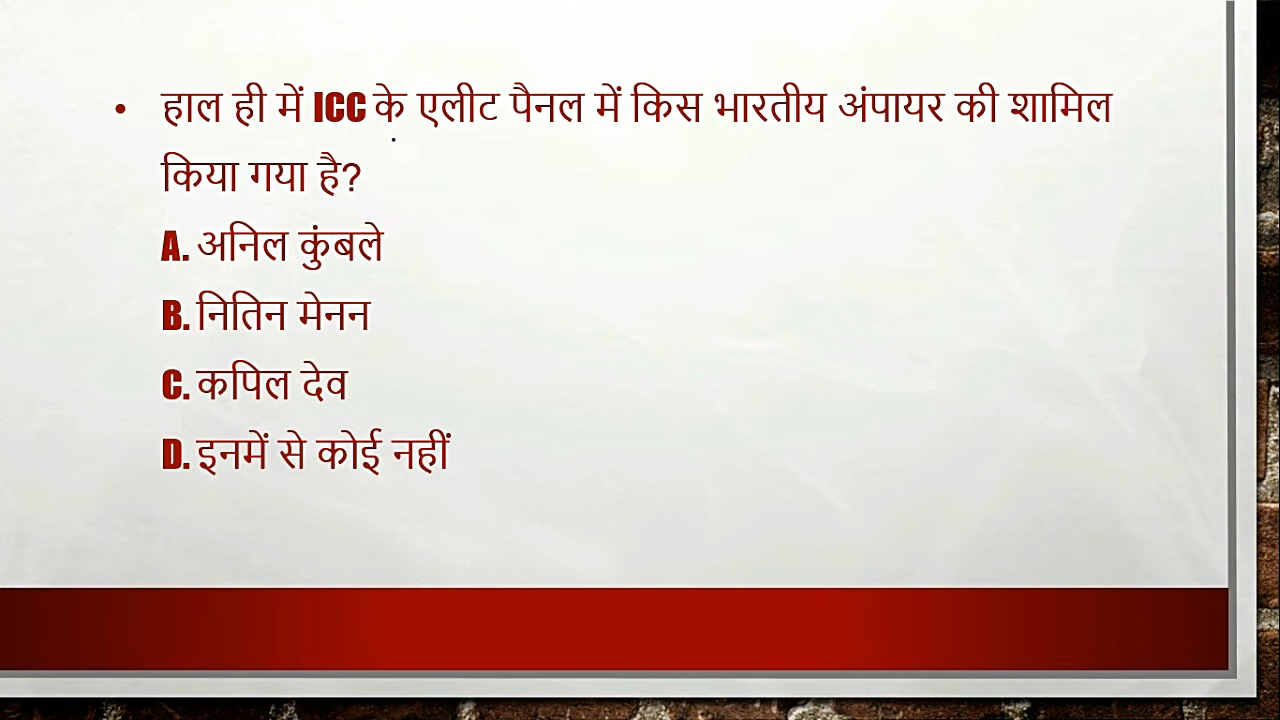 • हाल ही में ICC के एलीट पैनल में किस भारतीय अंपायर की शामिल
किया गया है?
A. अनिल कुंबले
B. नितिन मेनन
C. कपिल देव
D. इनमें से कोई नहीं